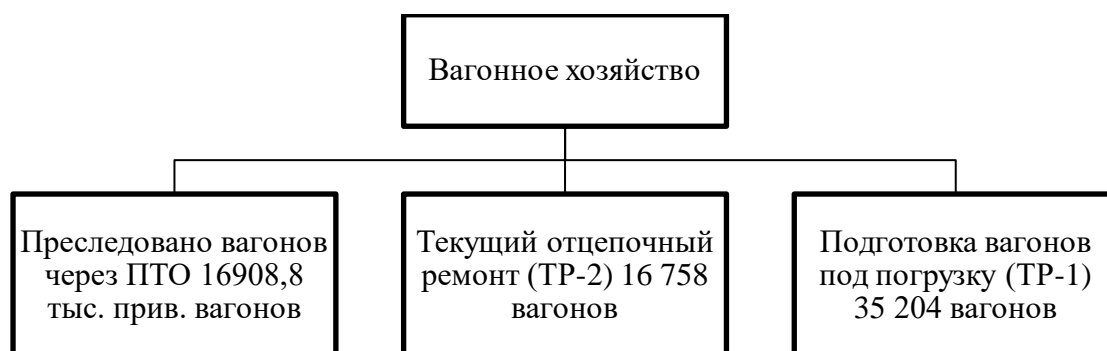 Вагонное хозяйство
Преследовано вагонов
через ПТО 16908,8
тыс. прив. вагонов
Текущий отцепочный
ремонт (ТР-2) 16 758
вагонов
Подготовка вагонов
под погрузку (ТР-1)
35 204 вагонов